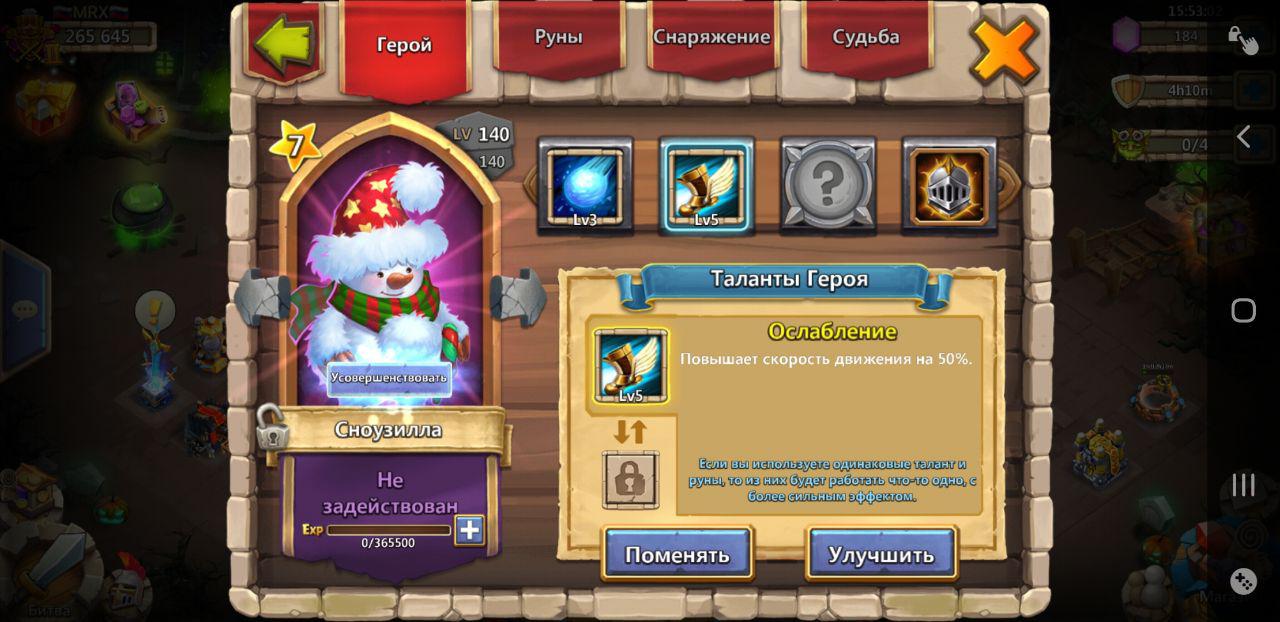 MRX
265 645
II
Герой
Руны
Снаряжение
Судьба
15:53:02
184
4h10m
0/4
7
LV 140
140
Lv3
Lv5
?
Таланты Героя
Ослабление
Повышает скорость движения на 50%.
Lv5
Усовершенствовать
Сноузилла
Не
задействован
Exp
0/365500
Если вы используете одинаковые талант и
руны, то из них будет работать что-то одно, с
более сильным эффектом.
Поменять
Улучшить
Битва